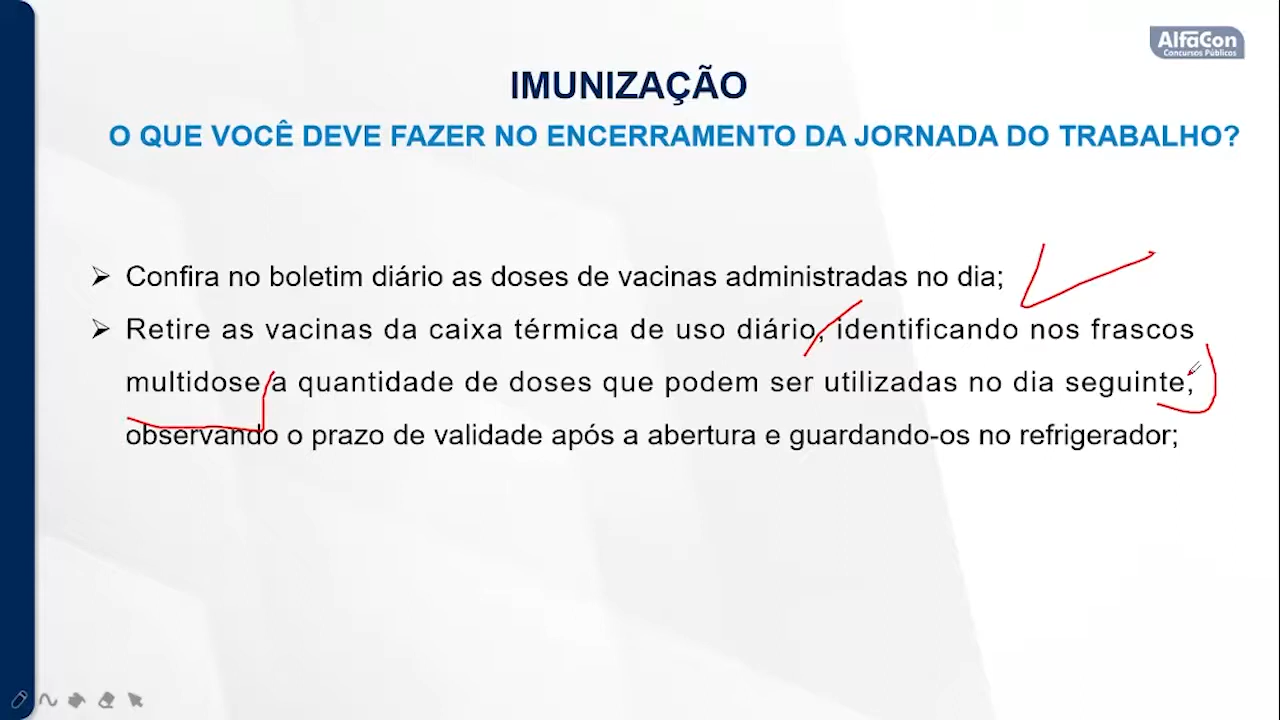 AlfaCon
Concursos Públicos
IMUNIZAÇÃO
O QUE VOCÊ DEVE FAZER NO ENCERRAMENTO DA JORNADA DO TRABALHO?
Confira no boletim diário as doses de vacinas administradas no dia;
Retire as vacinas da caixa térmica de uso diário, identificando nos frascos
multidose a quantidade de doses que podem ser utilizadas no dia seguinte,
observando o prazo de validade após a abertura e guardando-os no refrigerador;